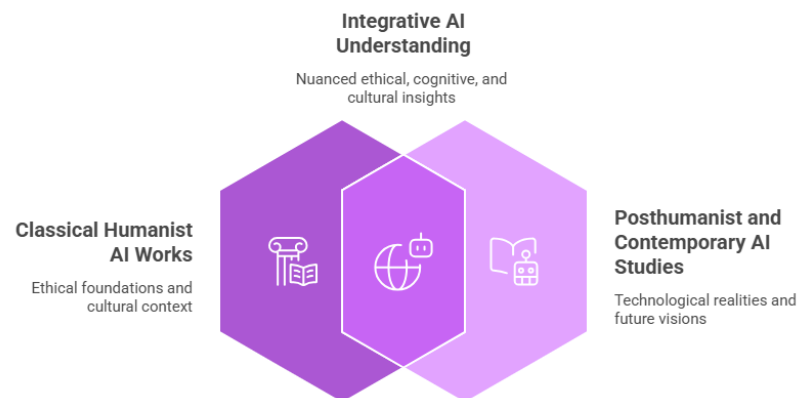 Integrative AI
Understanding
Nuanced ethical, cognitive, and
cultural insights
Classical Humanist
AI Works
Ethical foundations and
cultural context
Posthumanist and
Contemporary AI
Studies
Technological realities and
future visions